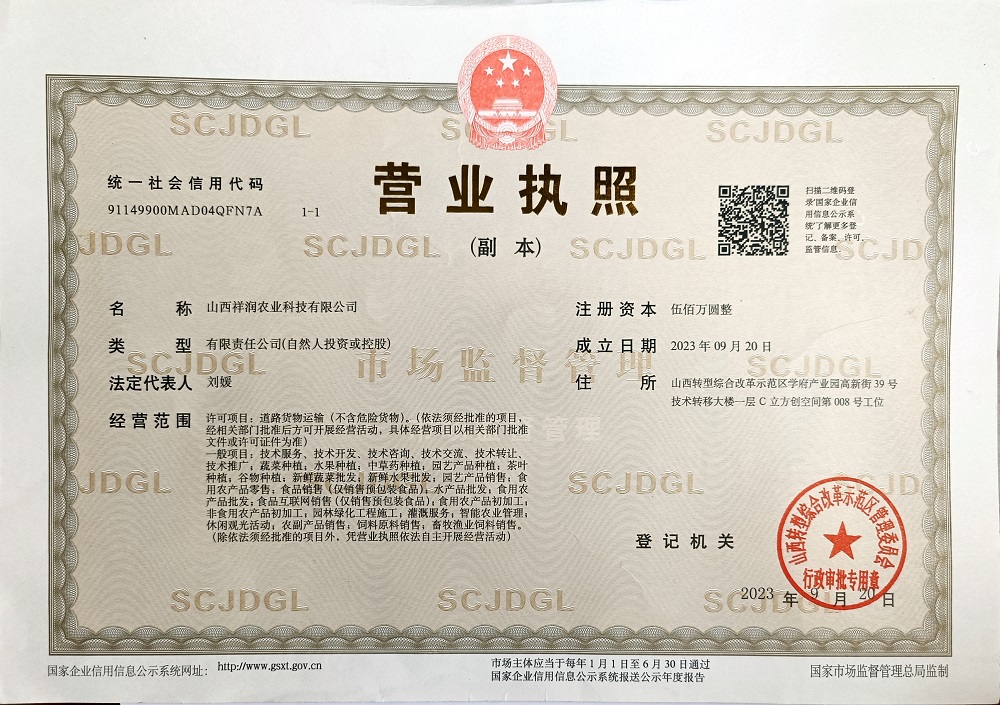 SCJDGL SCJDGL SCJDGL
营业执照
(副 本)
统一社会信用代码
91149900MAD04QFN7A 1-1
扫描二维码登
录'国家企业信
用信息公示系
统'了解更多登
记、备案、许可、
监管信息。
JDGL SCJDGL SCJDGL SCJD
名 称 山西祥润农业科技有限公司
类 型 有限责任公司(自然人投资或控股)
法定代表人 刘媛
经营范围 许可项目：道路货物运输（不含危险货物）。（依法须经批准的项目，
经相关部门批准后方可开展经营活动，具体经营项目以相关部门批准
文件或许可证件为准）
一般项目：技术服务、技术开发、技术咨询、技术交流、技术转让、
技术推广；蔬菜种植；水果种植；中草药种植；园艺产品种植；茶叶
种植；谷物种植；新鲜蔬菜批发；新鲜水果批发；园艺产品销售；食
用农产品零售；食品销售（仅销售预包装食品）；水产品批发；食用农
产品批发；食品互联网销售（仅销售预包装食品）；食用农产品初加工；
非食用农产品初加工；园林绿化工程施工；灌溉服务；智能农业管理；
休闲观光活动；农副产品销售；饲料原料销售；畜牧渔业饲料销售。
（除依法须经批准的项目外，凭营业执照依法自主开展经营活动）
注册资本 伍佰万圆整
成立日期 2023年09月20日
住 所 山西转型综合改革示范区学府产业园高新街39号
技术转移大楼一层C立方创空间第008号工位
SCJDGL 市场监督管理 SCJDGL
管理
JDGL SCJDGL SCJD
登记机关
山西转型综合改革示范区管理委员会
行政审批专用章
2023 年 9 月 20 日
SCJDGL SCJDGL SCJDGL
国家企业信用信息公示系统网址： http://www.gsxt.gov.cn
市场主体应当于每年1月1日至6月30日通过
国家企业信用信息公示系统报送公示年度报告
国家市场监督管理总局监制